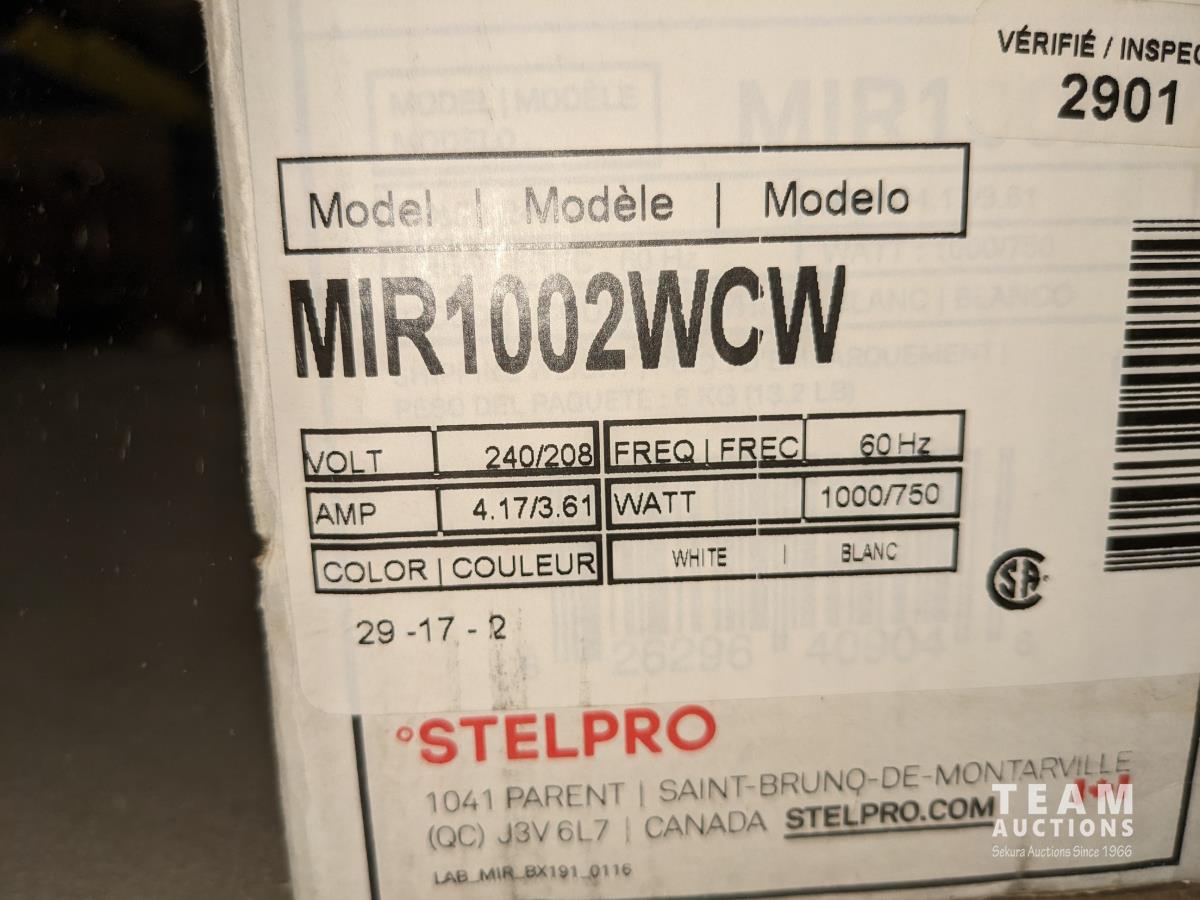 VÉRIFIÉ / INSPEC
2901
Model | Modèle | Modelo
MIR1002WCW
VOLT 240/208 FREQ | FREC 60 Hz
AMP 4.17/3.61 WATT 1000/750
COLOR | COULEUR WHITE | BLANC
29 -17 - 2
STELPRO
1041 PARENT | SAINT-BRUNO-DE-MONTARVILLE
(QC) J3V 6L7 | CANADA STELPRO.COM
LAB_MIR_BX191_0116
TEAM
AUCTIONS
Sekura Auctions Since 1966